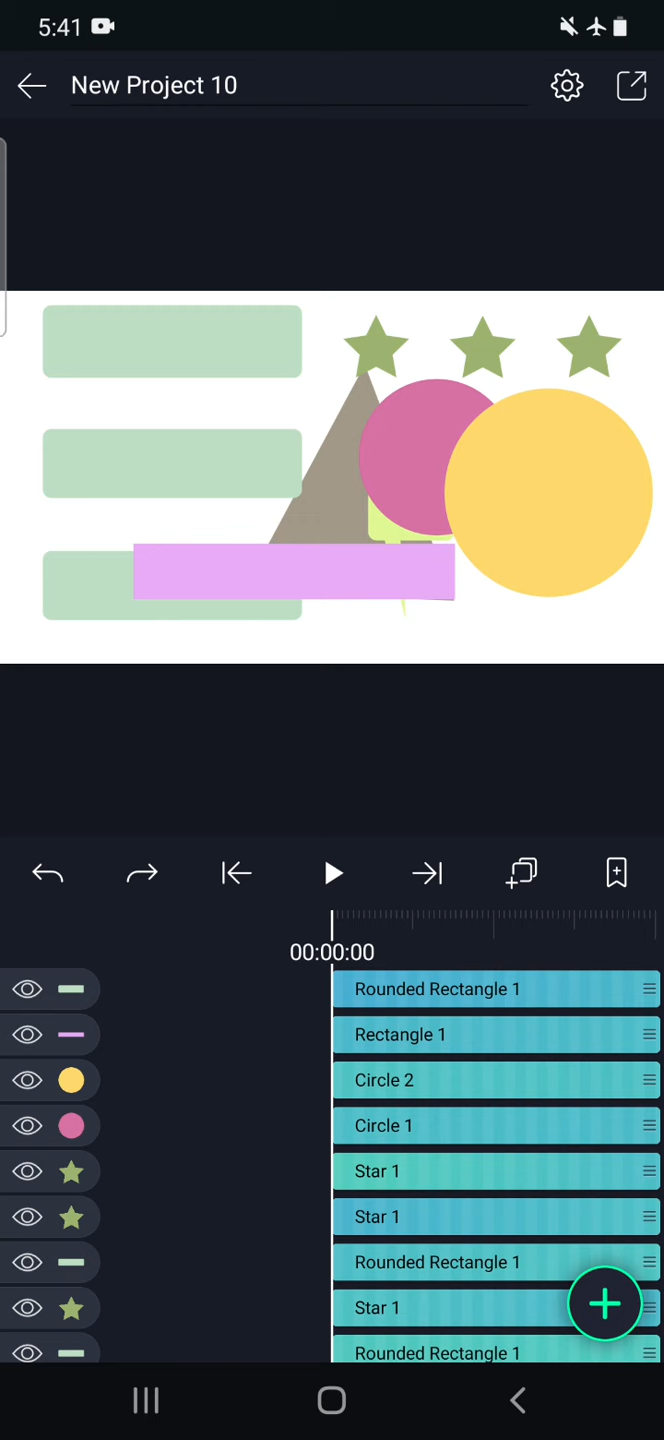 5:41
New Project 10
00:00:00
Rounded Rectangle 1
Rectangle 1
Circle 2
Circle 1
Star 1
Star 1
Rounded Rectangle 1
Star 1
Rounded Rectangle 1